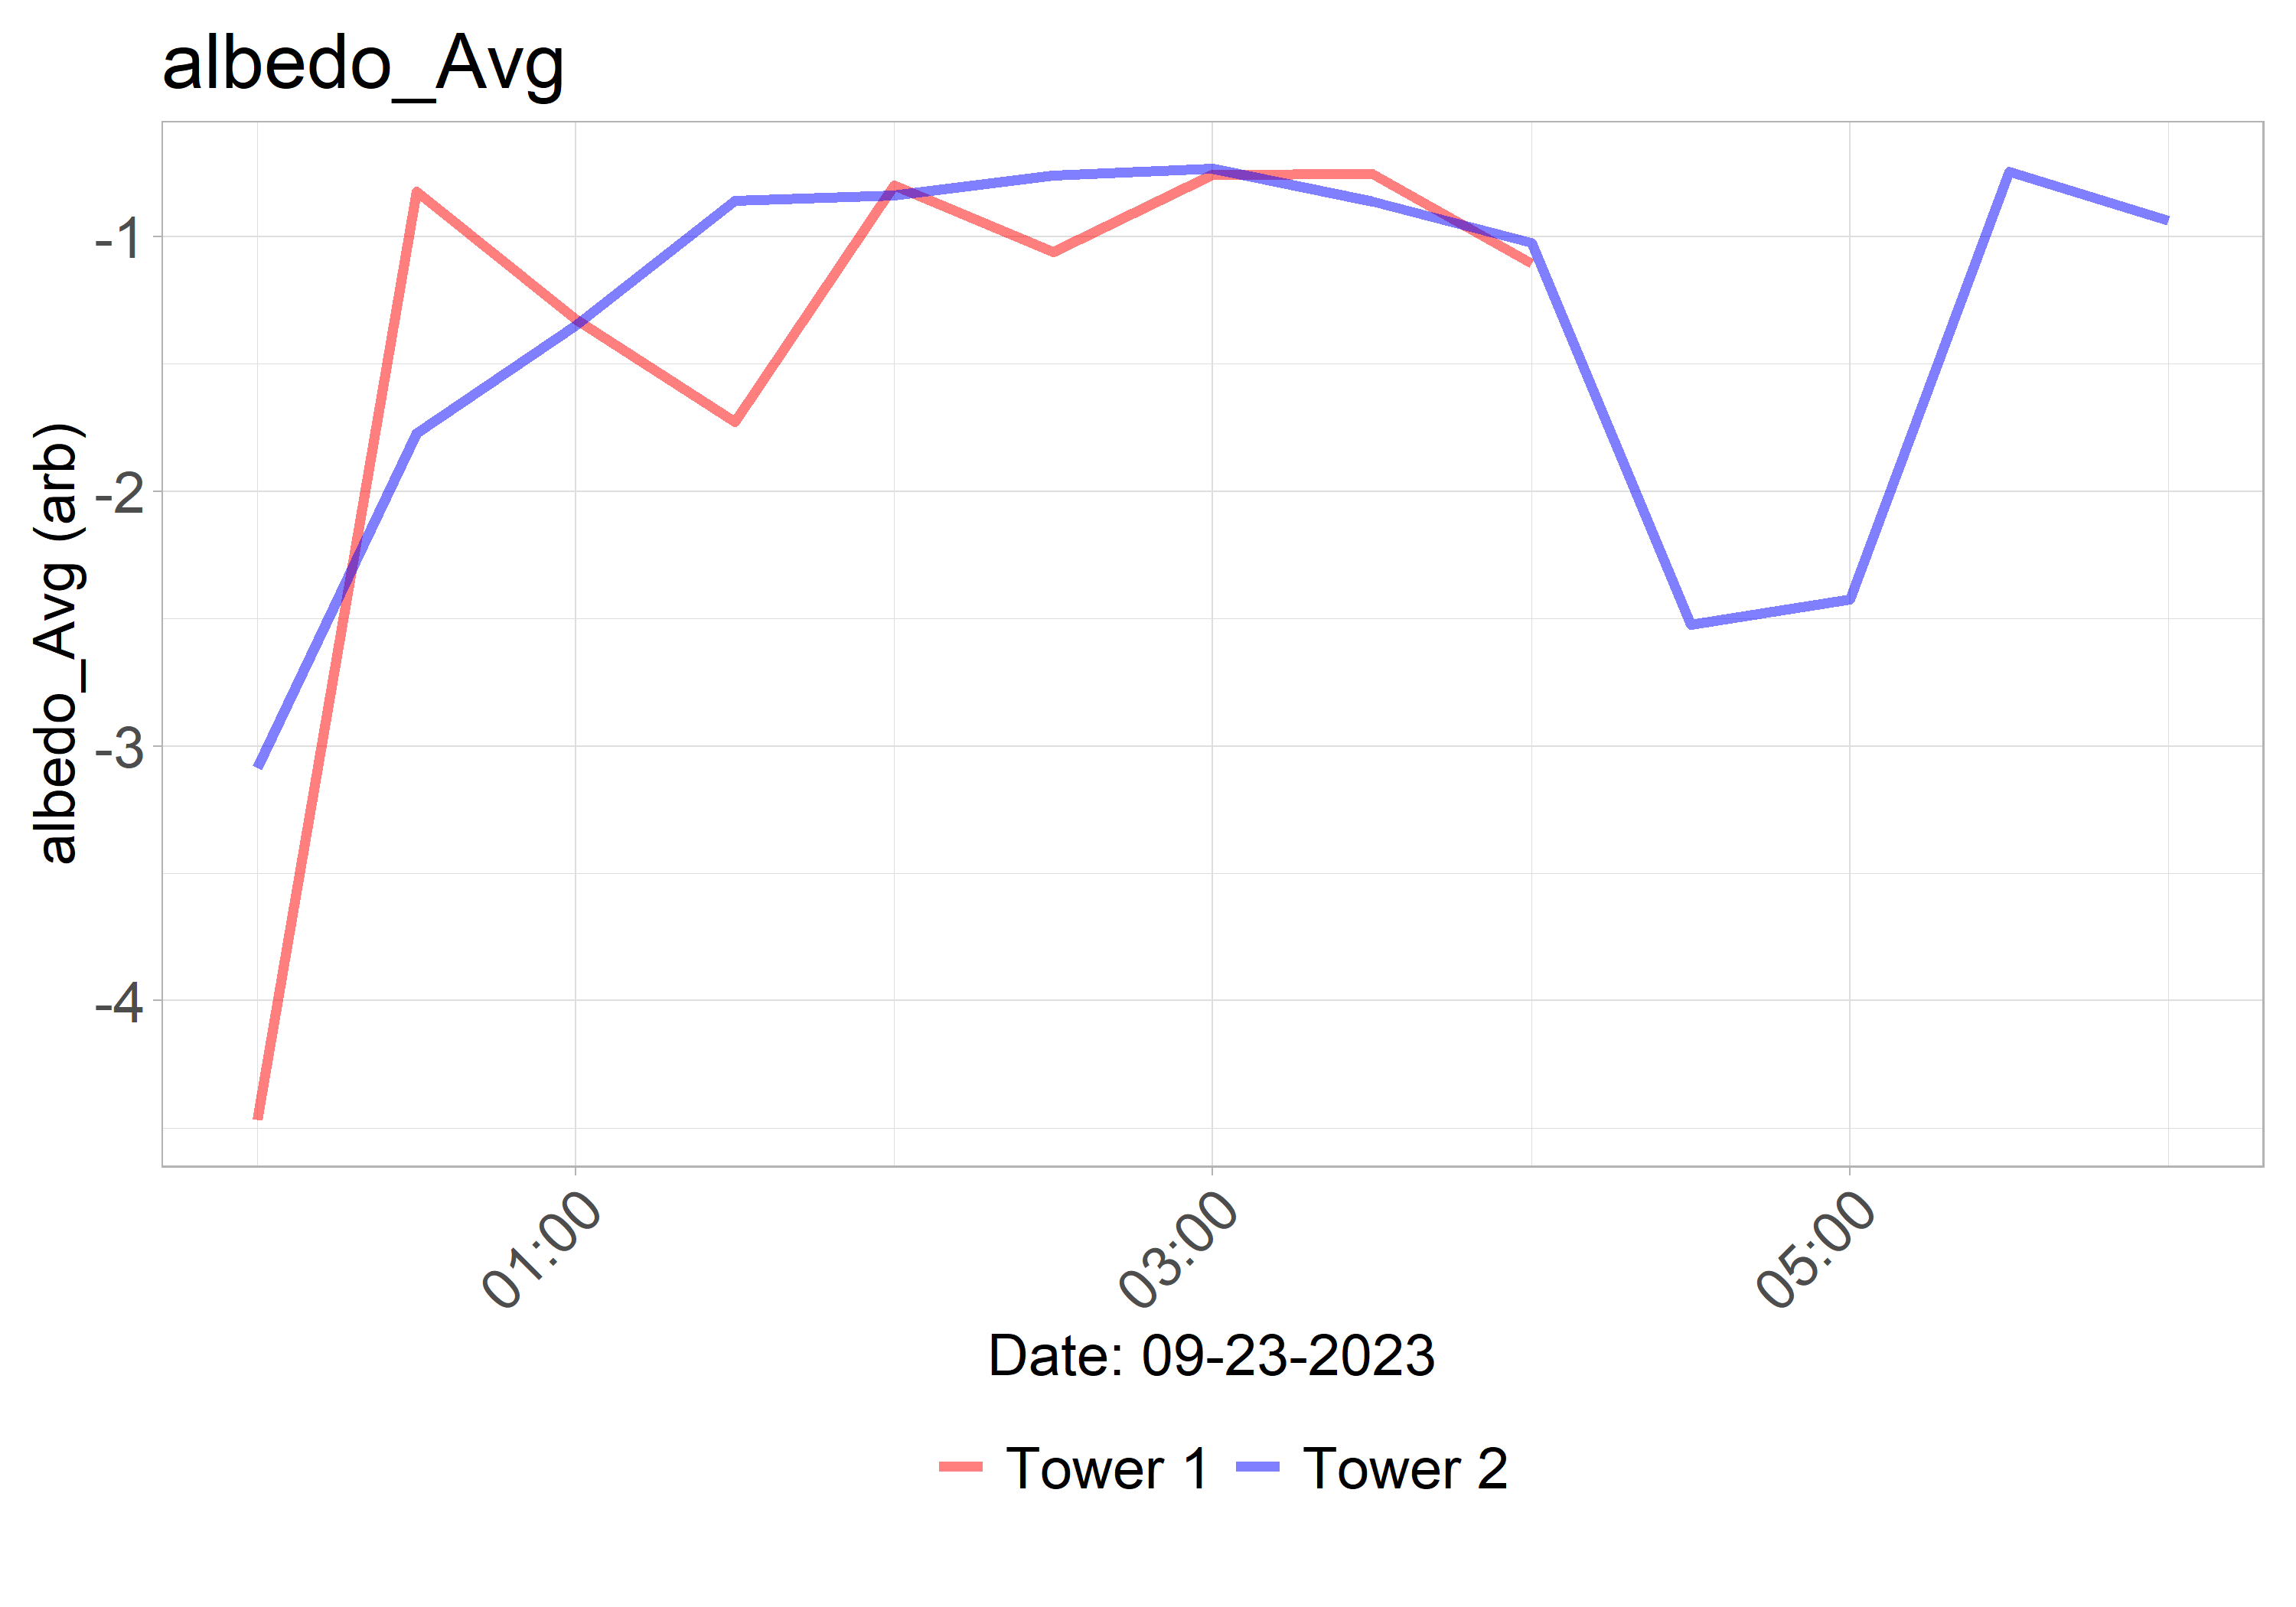 albedo_Avg
albedo_Avg (arb)
-1
-2
-3
-4
01:00
03:00
05:00
Date: 09-23-2023
Tower 1
Tower 2